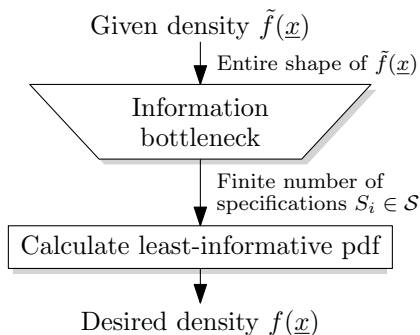 Given density f̃(x̲)
Entire shape of f̃(x̲)
Information
bottleneck
Finite number of
specifications Sᵢ ∈ 𝒮
Calculate least-informative pdf
Desired density f(x̲)